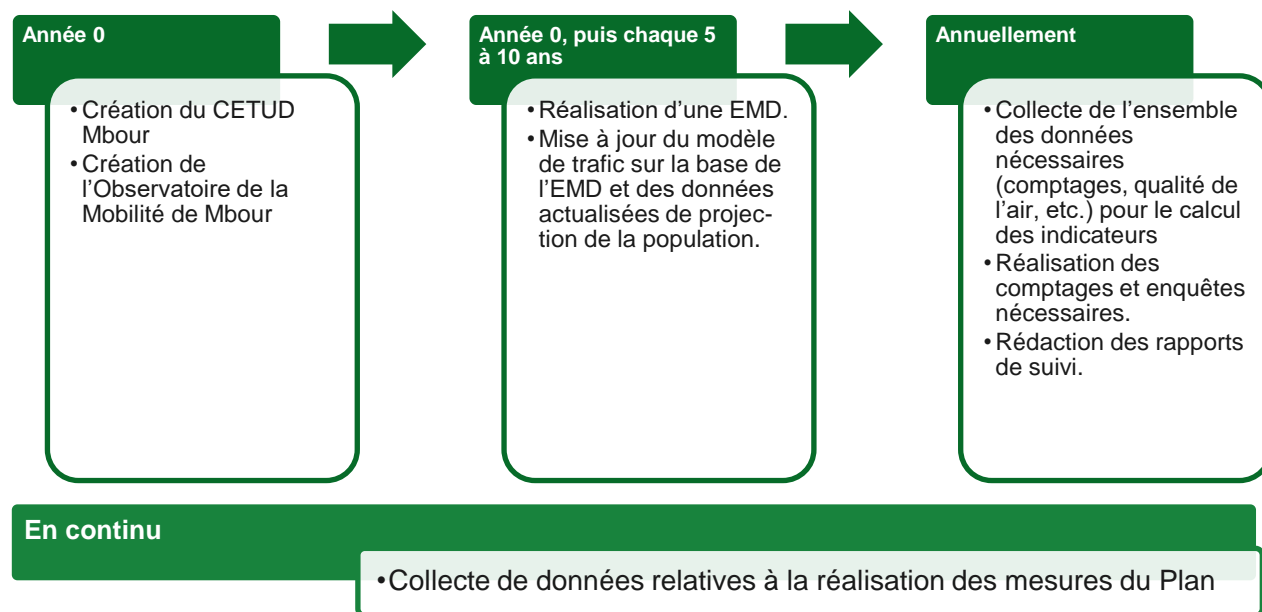 Année 0
• Création du CETUD
Mbour
• Création de
l’Observatoire de la
Mobilité de Mbour
Année 0, puis chaque 5
à 10 ans
• Réalisation d’une EMD.
• Mise à jour du modèle
de trafic sur la base de
l’EMD et des données
actualisées de projec-
tion de la population.
Annuellement
• Collecte de l’ensemble
des données
nécessaires
(comptages, qualité de
l’air, etc.) pour le calcul
des indicateurs
• Réalisation des
comptages et enquêtes
nécessaires.
• Rédaction des rapports
de suivi.
En continu
• Collecte de données relatives à la réalisation des mesures du Plan